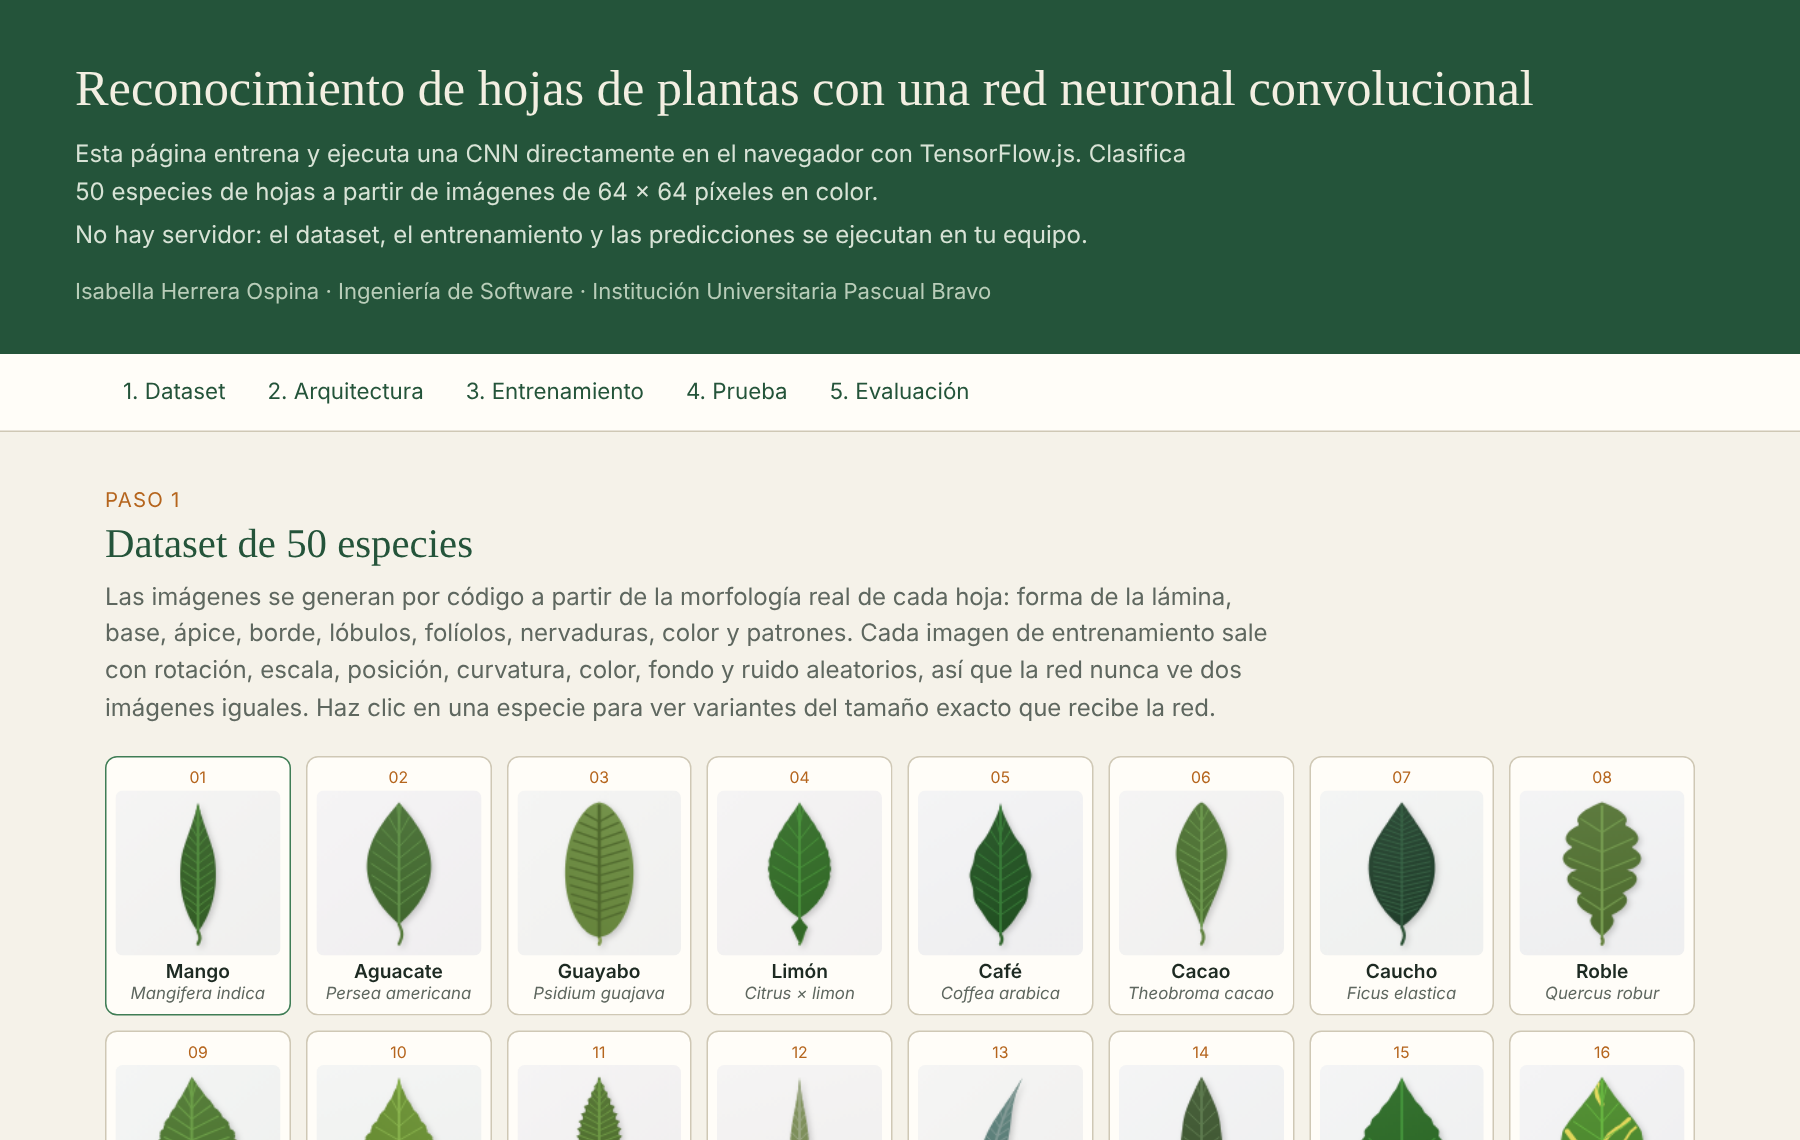 Reconocimiento de hojas de plantas con una red neuronal convolucional
Esta página entrena y ejecuta una CNN directamente en el navegador con TensorFlow.js. Clasifica
50 especies de hojas a partir de imágenes de 64 × 64 píxeles en color.
No hay servidor: el dataset, el entrenamiento y las predicciones se ejecutan en tu equipo.
Isabella Herrera Ospina · Ingeniería de Software · Institución Universitaria Pascual Bravo
1. Dataset 2. Arquitectura 3. Entrenamiento 4. Prueba 5. Evaluación
PASO 1
Dataset de 50 especies
Las imágenes se generan por código a partir de la morfología real de cada hoja: forma de la lámina,
base, ápice, borde, lóbulos, folíolos, nervaduras, color y patrones. Cada imagen de entrenamiento sale
con rotación, escala, posición, curvatura, color, fondo y ruido aleatorios, así que la red nunca ve dos
imágenes iguales. Haz clic en una especie para ver variantes del tamaño exacto que recibe la red.
01 02 03 04 05 06 07 08
Mango Aguacate Guayabo Limón Café Cacao Caucho Roble
Mangifera indica Persea americana Psidium guajava Citrus × limon Coffea arabica Theobroma cacao Ficus elastica Quercus robur
09 10 11 12 13 14 15 16